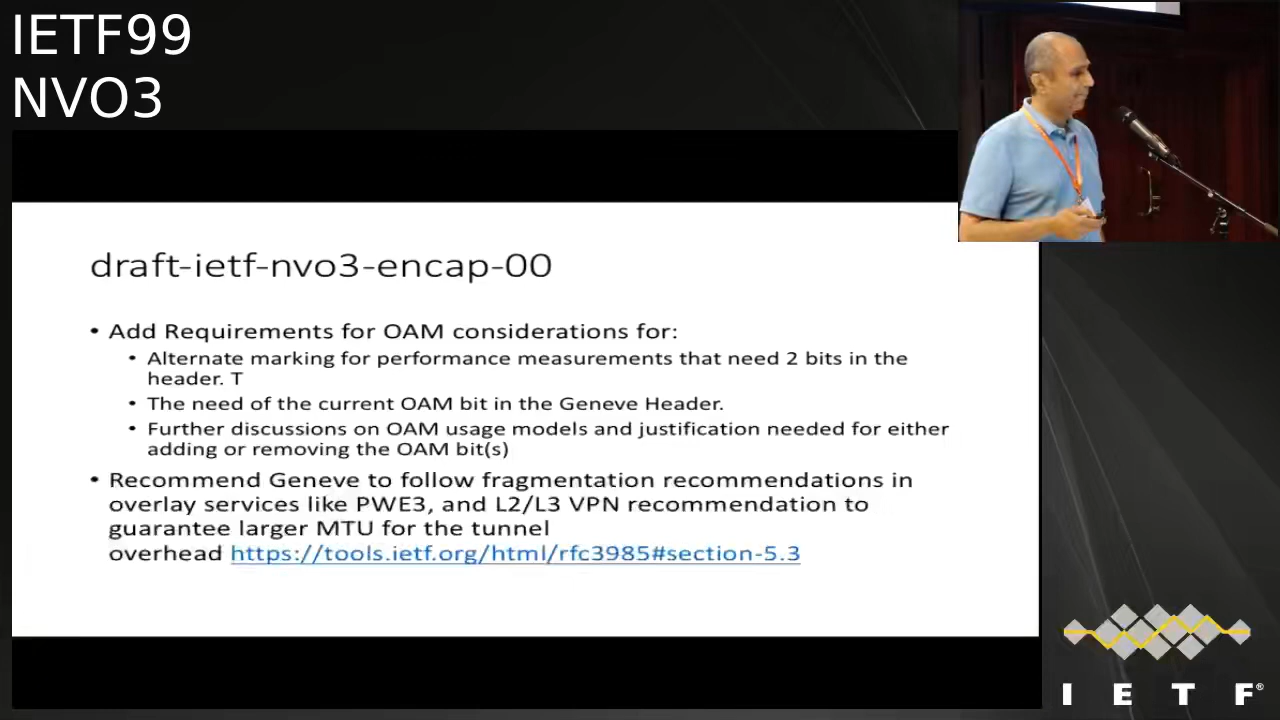 IETF99
NVO3
draft-ietf-nvo3-encap-00
• Add Requirements for OAM considerations for:
• Alternate marking for performance measurements that need 2 bits in the
header. T
• The need of the current OAM bit in the Geneve Header.
• Further discussions on OAM usage models and justification needed for either
adding or removing the OAM bit(s)
• Recommend Geneve to follow fragmentation recommendations in
overlay services like PWE3, and L2/L3 VPN recommendation to
guarantee larger MTU for the tunnel
overhead https://tools.ietf.org/html/rfc3985#section-5.3
I E T F®